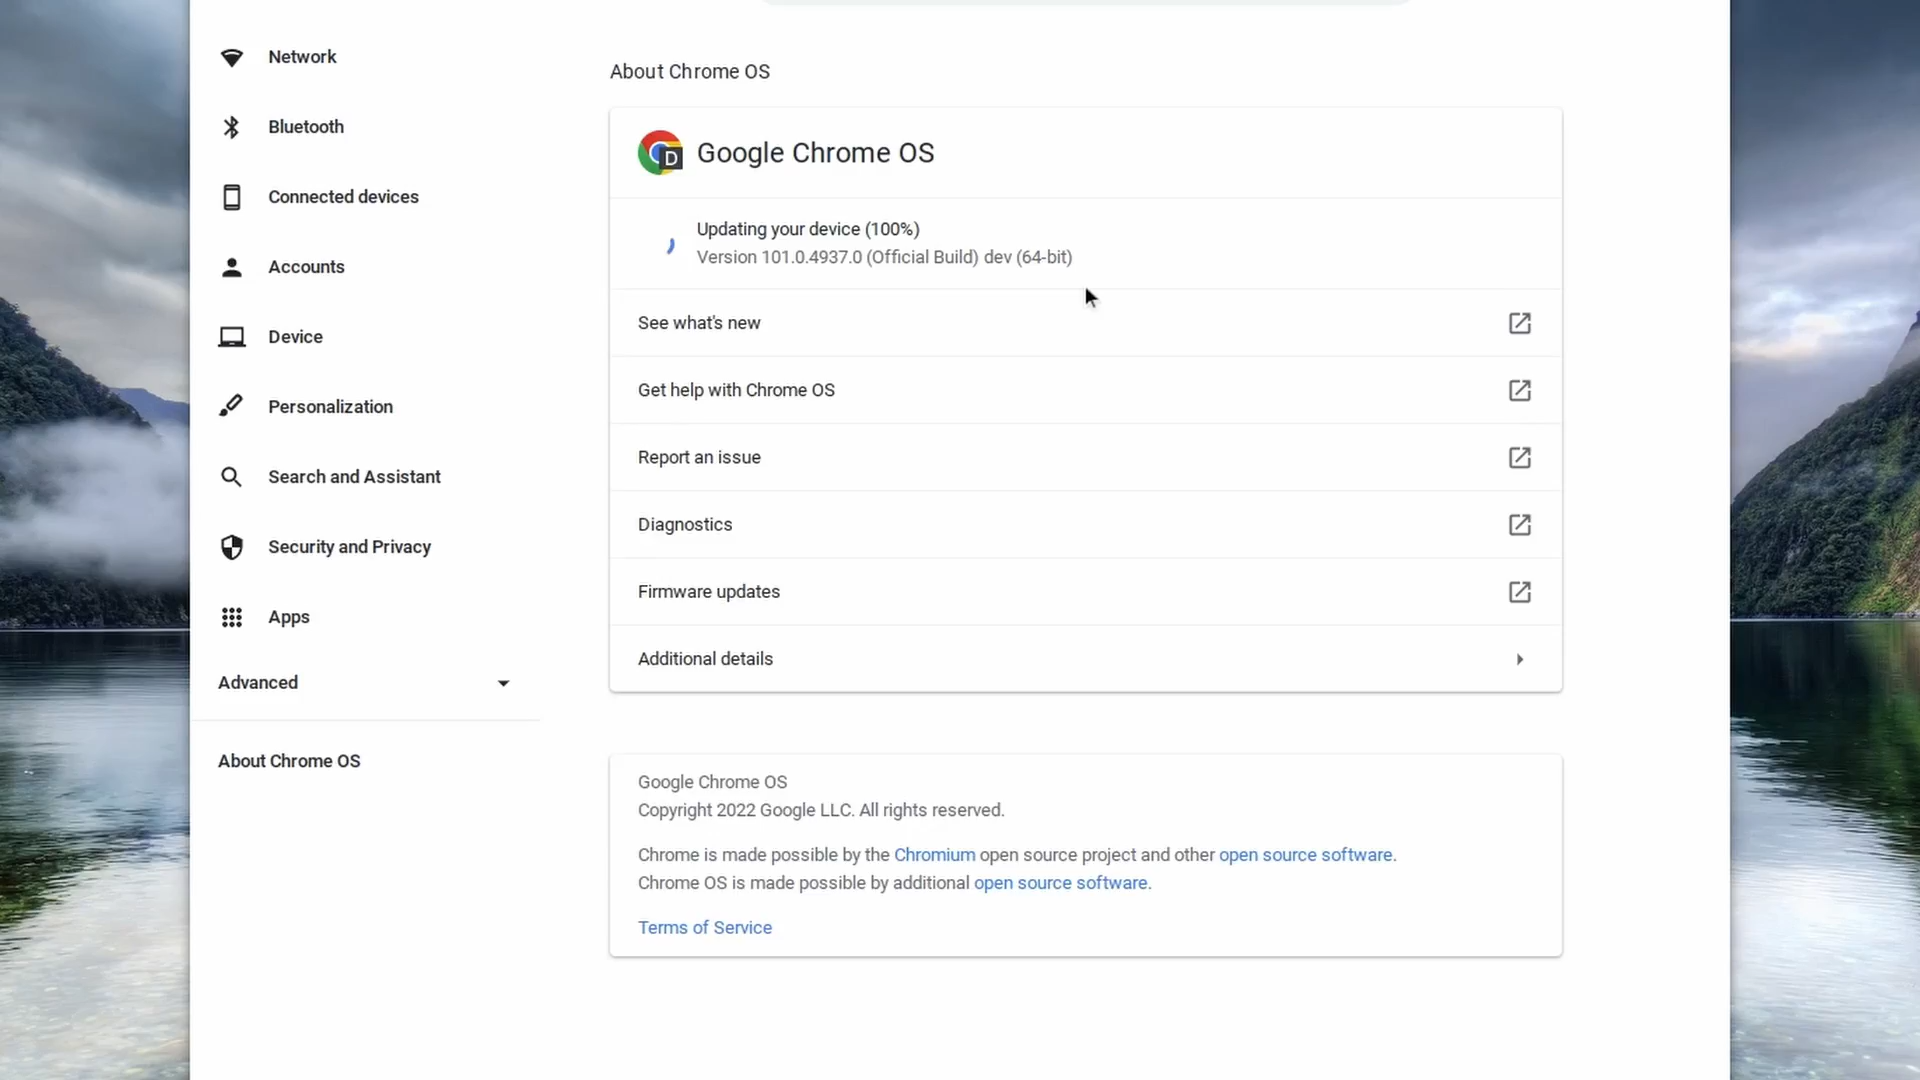 Network
Bluetooth
Connected devices
Accounts
Device
Personalization
Search and Assistant
Security and Privacy
Apps
Advanced
About Chrome OS
About Chrome OS
D
Google Chrome OS
Updating your device (100%)
Version 101.0.4937.0 (Official Build) dev (64-bit)
See what's new
Get help with Chrome OS
Report an issue
Diagnostics
Firmware updates
Additional details
Google Chrome OS
Copyright 2022 Google LLC. All rights reserved.
Chrome is made possible by the Chromium open source project and other open source software.
Chrome OS is made possible by additional open source software.
Terms of Service